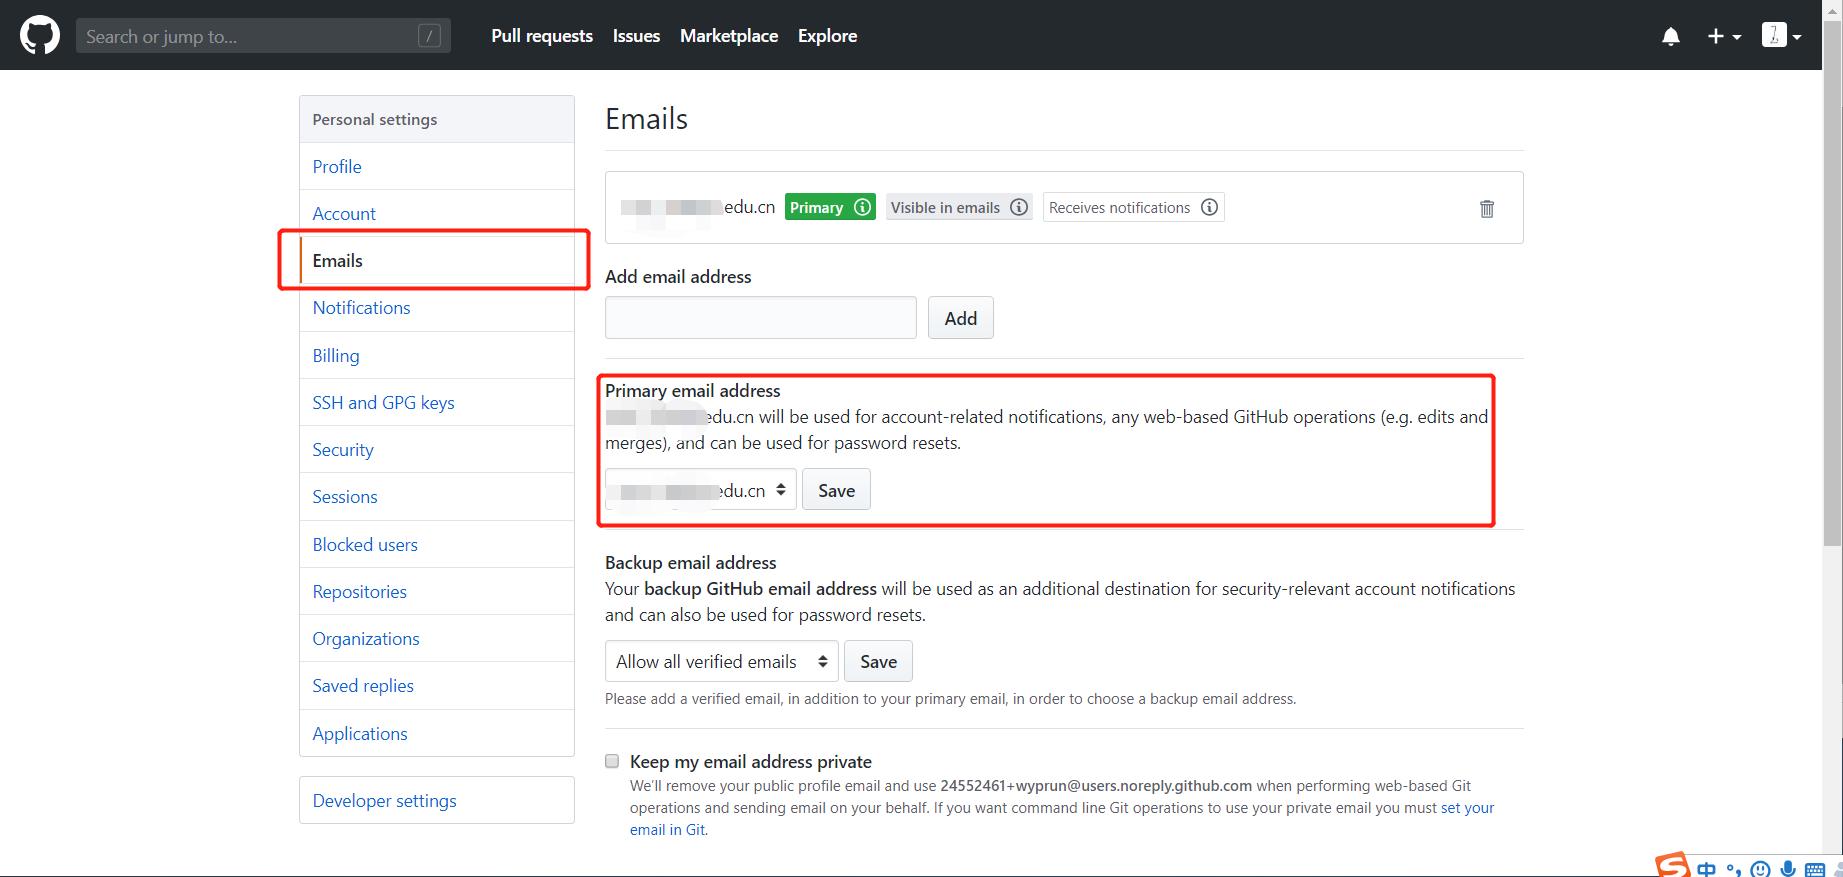 Search or jump to...
/
Pull requests
Issues
Marketplace
Explore
Personal settings
Profile
Account
Emails
Notifications
Billing
SSH and GPG keys
Security
Sessions
Blocked users
Repositories
Organizations
Saved replies
Applications
Developer settings
Emails
edu.cn Primary Visible in emails Receives notifications
Add email address
Add
Primary email address
edu.cn will be used for account-related notifications, any web-based GitHub operations (e.g. edits and
merges), and can be used for password resets.
edu.cn Save
Backup email address
Your backup GitHub email address will be used as an additional destination for security-relevant account notifications
and can also be used for password resets.
Allow all verified emails Save
Please add a verified email, in addition to your primary email, in order to choose a backup email address.
Keep my email address private
We'll remove your public profile email and use 24552461+wyprun@users.noreply.github.com when performing web-based Git
operations and sending email on your behalf. If you want command line Git operations to use your private email you must set your
email in Git.
S 中